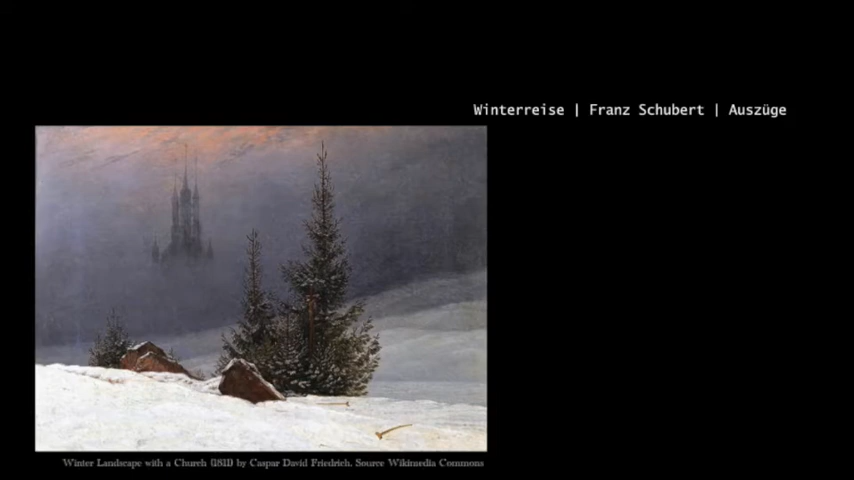 Winterreise | Franz Schubert | Auszüge
Winter Landscape with a Church (1811) by Caspar David Friedrich. Source Wikimedia Commons